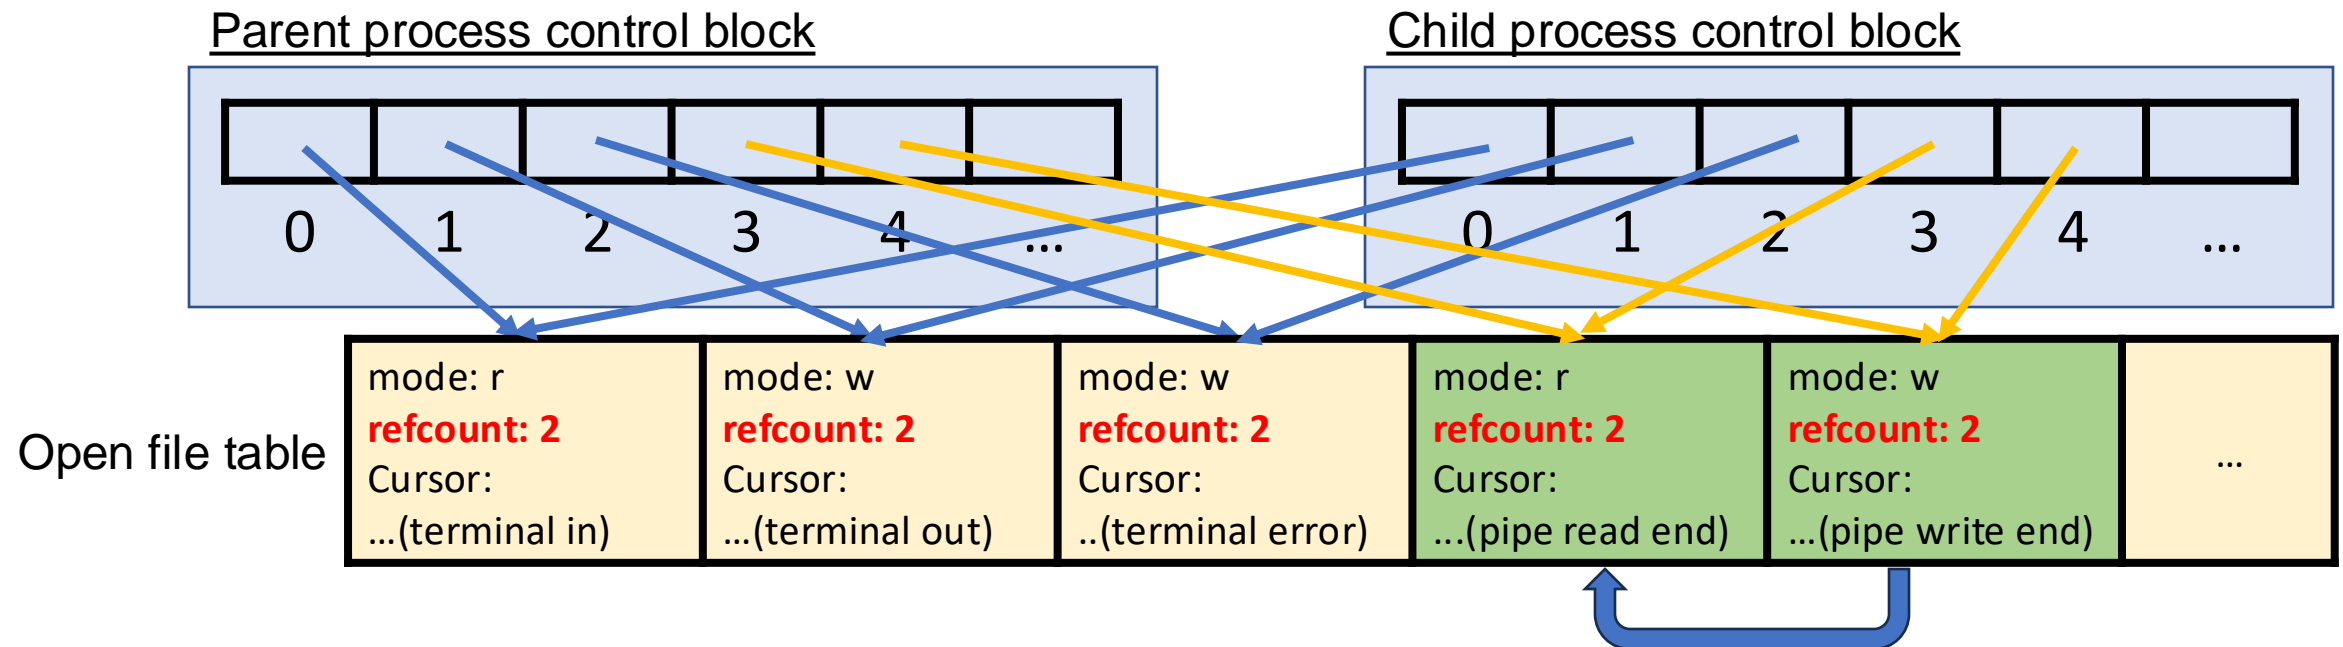 Parent process control block
Child process control block
0 1 2 3 4 ...
0 1 2 3 4 ...
Open file table
mode: r
refcount: 2
Cursor:
...(terminal in)
mode: w
refcount: 2
Cursor:
...(terminal out)
mode: w
refcount: 2
Cursor:
..(terminal error)
mode: r
refcount: 2
Cursor:
...(pipe read end)
mode: w
refcount: 2
Cursor:
...(pipe write end)
...